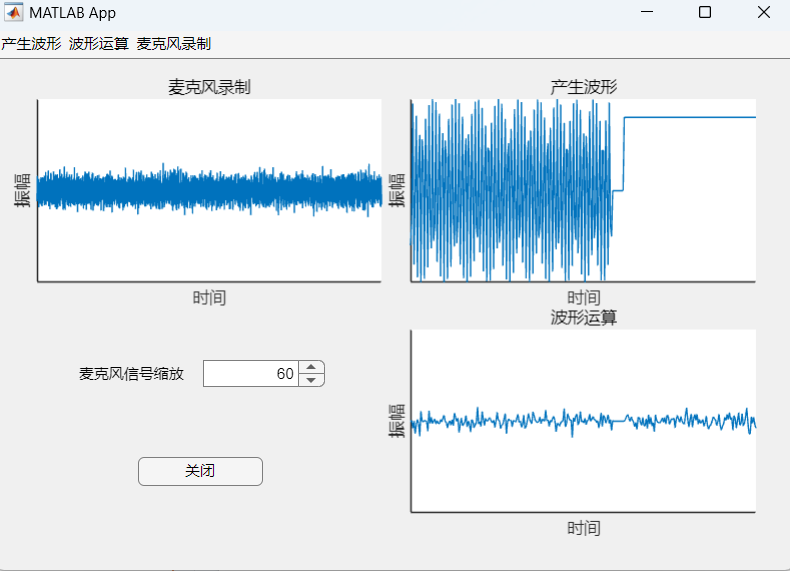 MATLAB App
产生波形 波形运算 麦克风录制
麦克风录制
振幅
时间
产生波形
振幅
时间
波形运算
振幅
时间
麦克风信号缩放 60
关闭